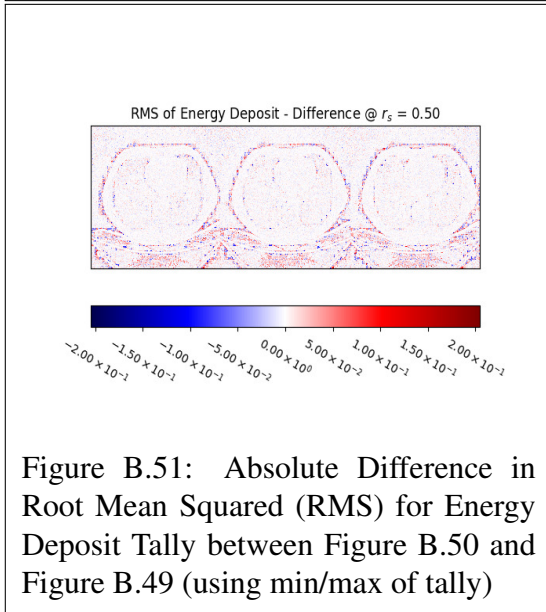 RMS of Energy Deposit - Difference @ rₛ = 0.50
−2.00 × 10⁻¹
−1.50 × 10⁻¹
−1.00 × 10⁻¹
−5.00 × 10⁻²
0.00 × 10⁰
5.00 × 10⁻²
1.00 × 10⁻¹
1.50 × 10⁻¹
2.00 × 10⁻¹
Figure B.51: Absolute Difference in
Root Mean Squared (RMS) for Energy
Deposit Tally between Figure B.50 and
Figure B.49 (using min/max of tally)